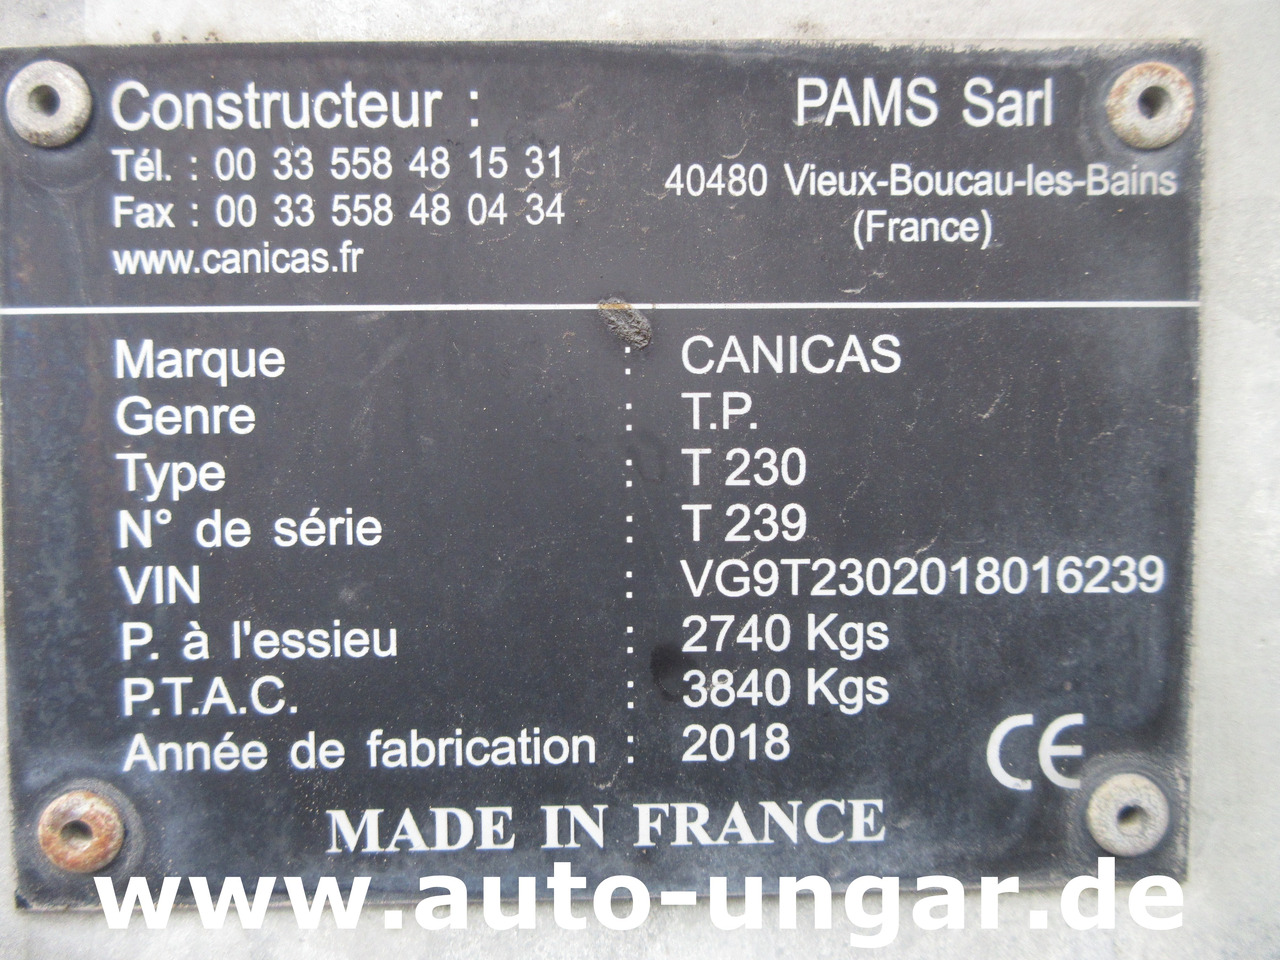 Constructeur :
PAMS Sarl
Tél. : 00 33 558 48 15 31
Fax : 00 33 558 48 04 34
www.canicas.fr
40480 Vieux-Boucau-les-Bains
(France)
Marque : CANICAS
Genre : T.P.
Type : T 230
N° de série : T 239
VIN : VG9T2302018016239
P. à l'essieu : 2740 Kgs
P.T.A.C. : 3840 Kgs
Année de fabrication : 2018
CE
MADE IN FRANCE
www.auto-ungar.de